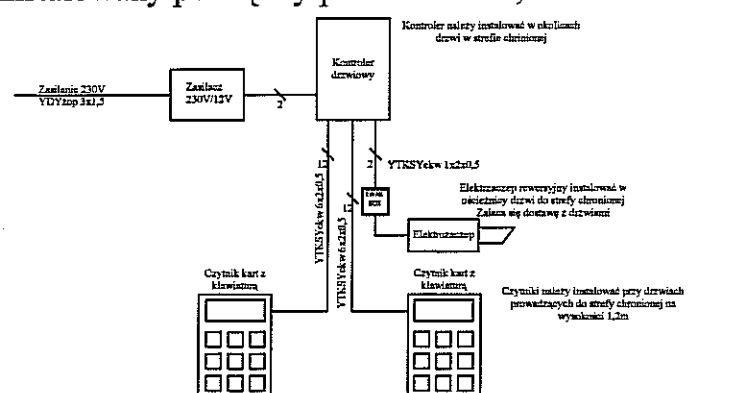 Kontroler należy instalować w okolicach
drzwi w strefie chronionej
Kontroler
drzwiowy
Zasilanie 230V
YDYżop 3x1,5
Zasilacz
230V/12V
2
12
2
YTKSYekw 1x2x0,5
YTKSYekw 6x2x0,5
12
YTKSYekw 6x2x0,5
Elektrozaczep rewersyjny instalować w
ościeżnicy drzwi do strefy chronionej
Zaleca się dostawę z drzwiami
Elektrozaczep
Czytnik kart z
klawiaturą
Czytnik kart z
klawiaturą
Czytniki należy instalować przy drzwiach
prowadzących do strefy chronionej na
wysokości 1,2m